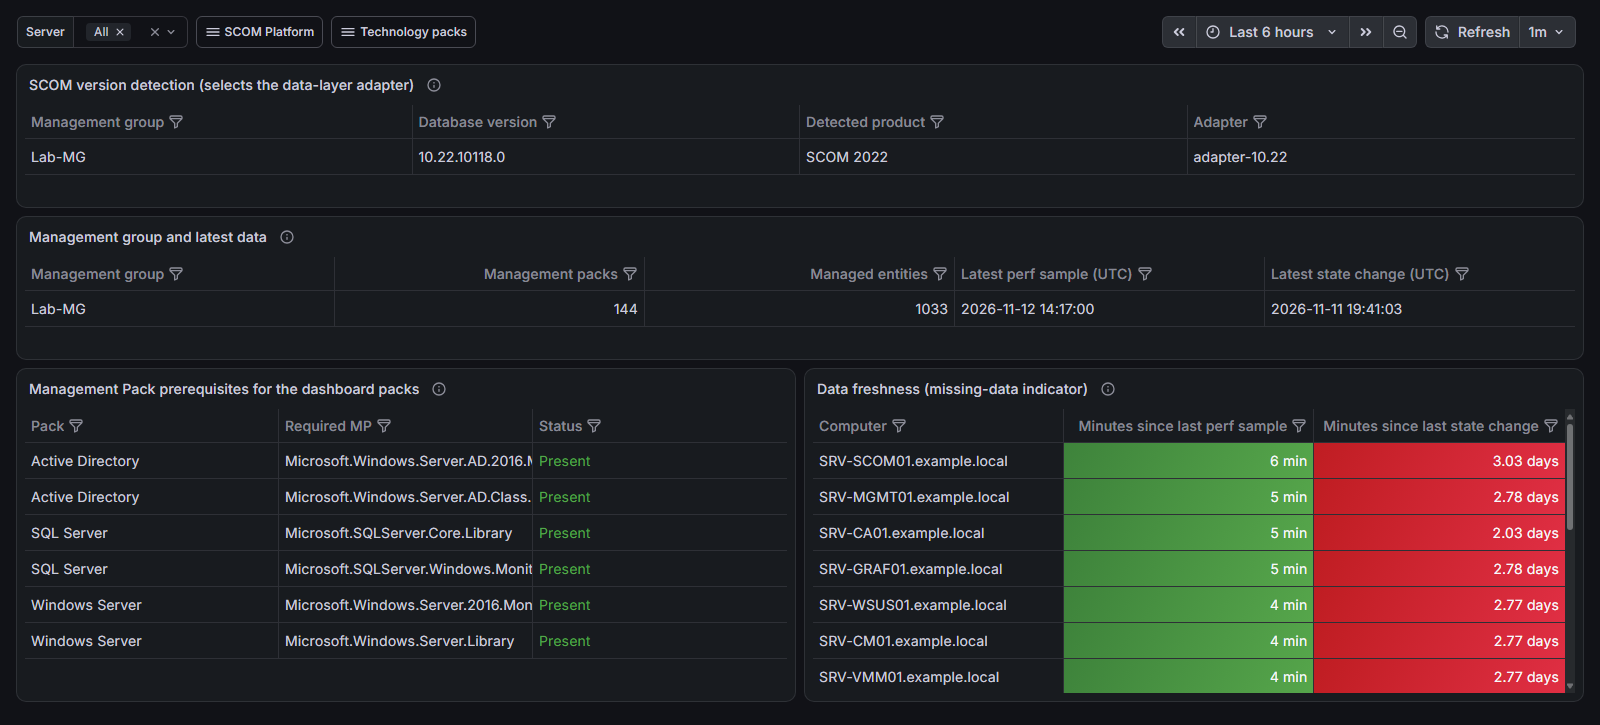 Server All SCOM Platform Technology packs Last 6 hours Refresh 1m
SCOM version detection (selects the data-layer adapter)
Management group Database version Detected product Adapter
Lab-MG 10.22.10118.0 SCOM 2022 adapter-10.22
Management group and latest data
Management group Management packs Managed entities Latest perf sample (UTC) Latest state change (UTC)
Lab-MG 144 1033 2026-11-12 14:17:00 2026-11-11 19:41:03
Management Pack prerequisites for the dashboard packs
Pack Required MP Status
Active Directory Microsoft.Windows.Server.AD.2016. Present
Active Directory Microsoft.Windows.Server.AD.Class. Present
SQL Server Microsoft.SQLServer.Core.Library Present
SQL Server Microsoft.SQLServer.Windows.Monit Present
Windows Server Microsoft.Windows.Server.2016.Mon Present
Windows Server Microsoft.Windows.Server.Library Present
Data freshness (missing-data indicator)
Computer Minutes since last perf sample Minutes since last state change
SRV-SCOM01.example.local 6 min 3.03 days
SRV-MGMT01.example.local 5 min 2.78 days
SRV-CA01.example.local 5 min 2.03 days
SRV-GRAF01.example.local 5 min 2.78 days
SRV-WSUS01.example.local 4 min 2.77 days
SRV-CM01.example.local 4 min 2.77 days
SRV-VMM01.example.local 4 min 2.77 days